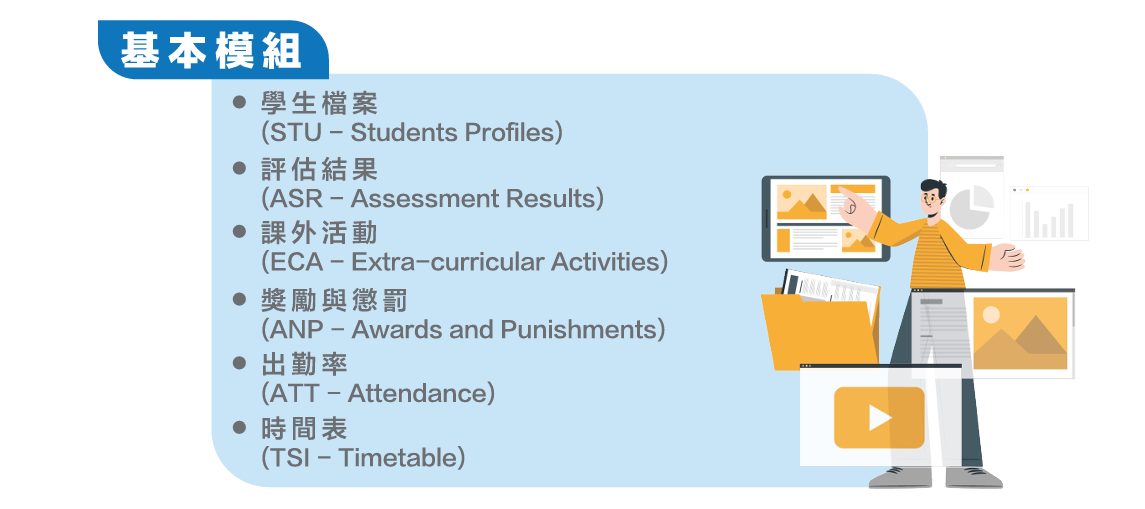 基本模組
學生檔案
(STU – Students Profiles)
評估結果
(ASR – Assessment Results)
課外活動
(ECA – Extra-curricular Activities)
獎勵與懲罰
(ANP – Awards and Punishments)
出勤率
(ATT – Attendance)
時間表
(TSI – Timetable)